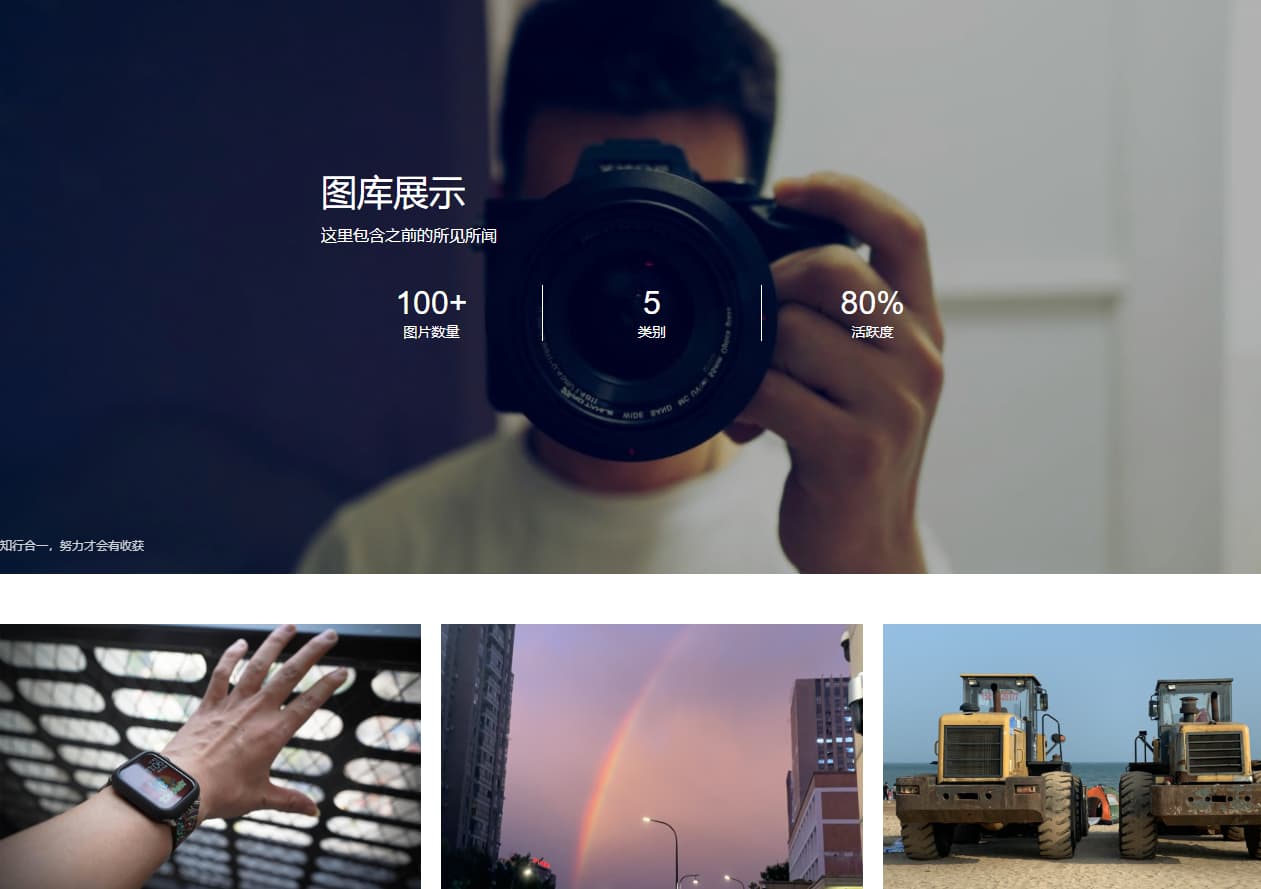 图库展示
这里包含之前的所见所闻
100+
5
80%
图片数量
类别
活跃度
知行合一，努力才会有收获